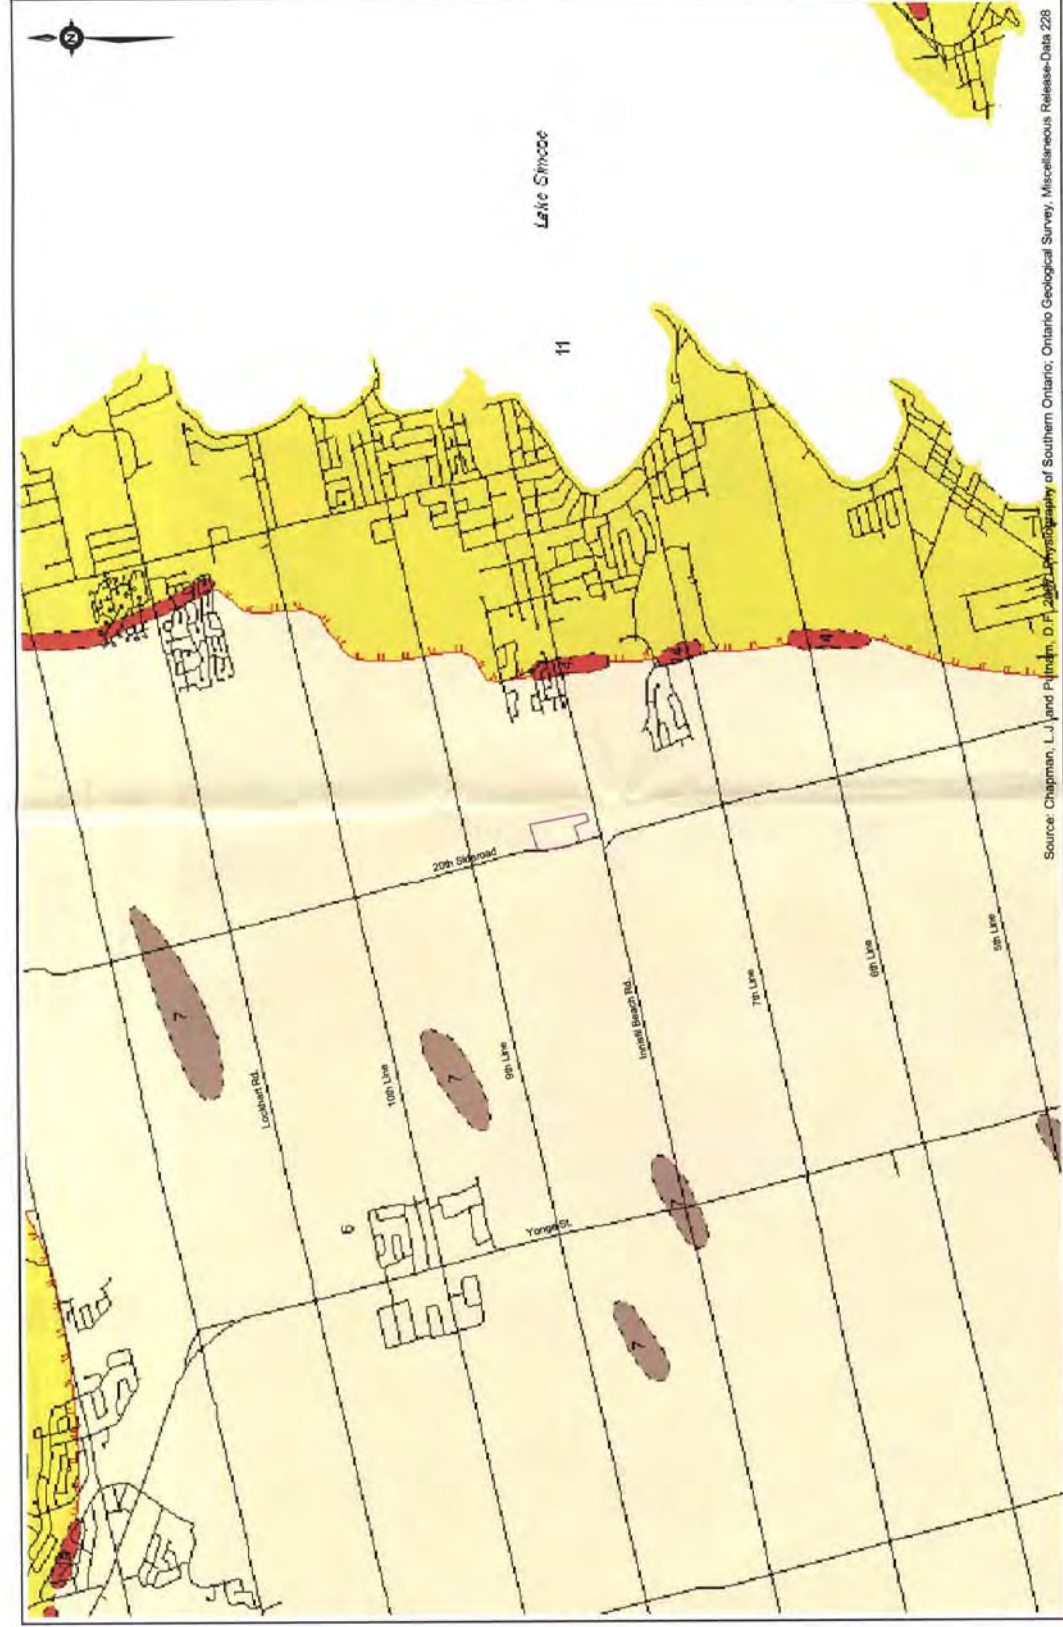 N
Lake Simcoe
11
4
4
4
20th Sideroad
7
Lockhart Rd.
10th Line
7
9th Line
Innisfil Beach Rd.
7th Line
6th Line
5th Line
6
Yonge St.
7
7
Source: Chapman, L.J. and Putnam, D.F. 2007. Physiography of Southern Ontario; Ontario Geological Survey, Miscellaneous Release-Data 228